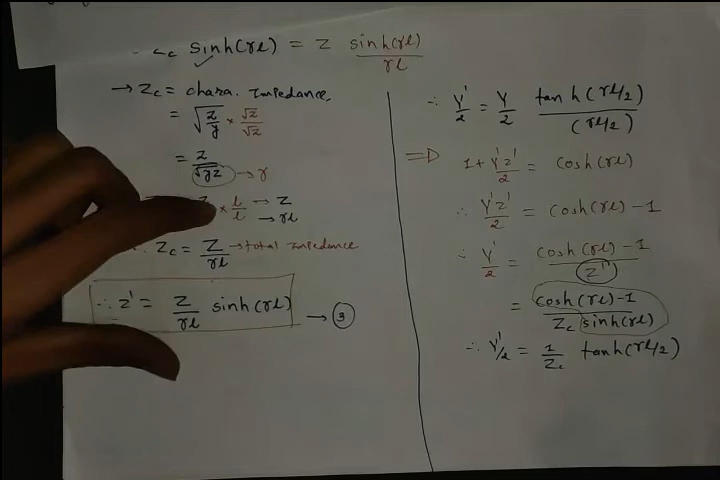 Zc sinh(γl) = Z sinh(γl)/γl
→ Zc = chara. Impedance,
= √(z/y) × √z/√z
= z/√yz → γ
× l/l → Z
→ γl
Zc = Z/γl → total impedance
∴ z' = Z/γl sinh(γl) → ③
∴ Y'/2 = Y/2 tanh(γl/2)/(γl/2)
⇒ 1 + Y'z'/2 = cosh(γl)
∴ Y'z'/2 = cosh(γl) - 1
∴ Y'/2 = cosh(γl) - 1/z'
= cosh(γl) - 1/Zc sinh(γl)
∴ Y'/2 = 1/Zc tanh(γl/2)